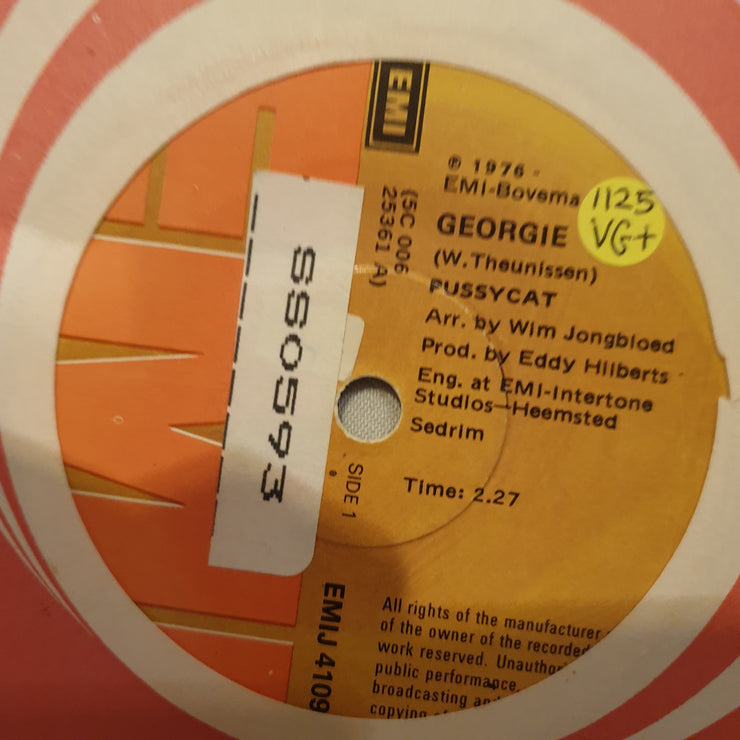 EMI
℗ 1976 -
EMI-Bovema
1125
VG+
(5C 006
25361 A)
GEORGIE
(W. Theunissen)
PUSSYCAT
Arr. by Wim Jongbloed
Prod. by Eddy Hilberts
Eng. at EMI-Intertone
Studios-Heemsted
Sedrim
SS0593
SIDE 1
Time: 2.27
EMIJ 4109
All rights of the manufacturer
of the owner of the recorded
work reserved.
public performance,
broadcasting
copying